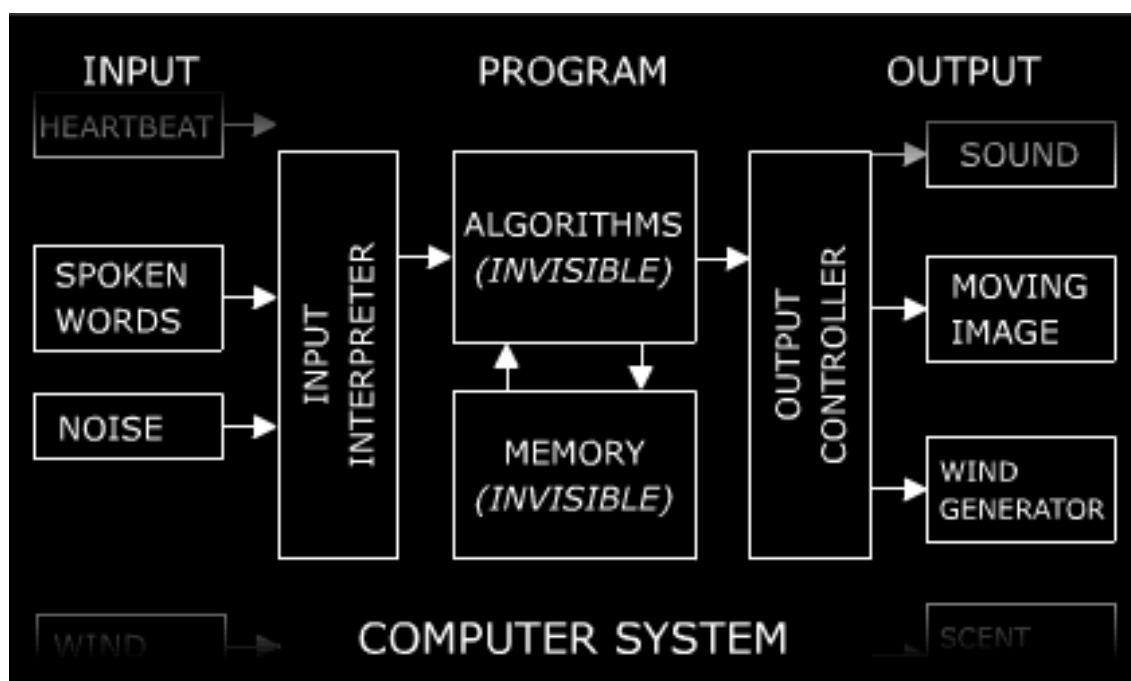 INPUT
PROGRAM
OUTPUT
HEARTBEAT
SPOKEN
WORDS
NOISE
WIND
INPUT
INTERPRETER
ALGORITHMS
(INVISIBLE)
MEMORY
(INVISIBLE)
OUTPUT
CONTROLLER
SOUND
MOVING
IMAGE
WIND
GENERATOR
SCENT
COMPUTER SYSTEM